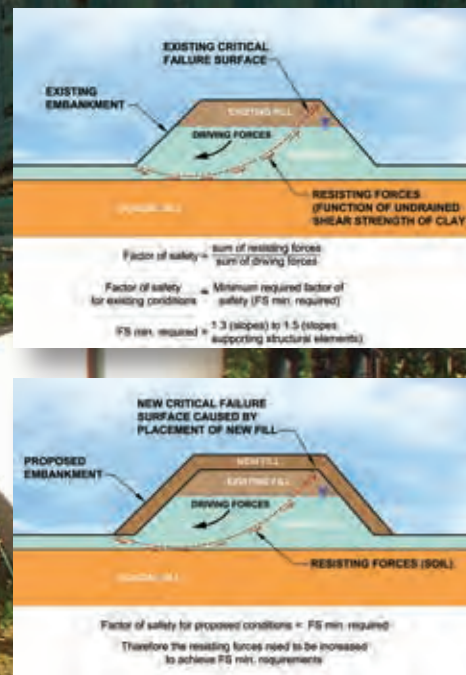 EXISTING CRITICAL
FAILURE SURFACE
EXISTING
EMBANKMENT
EXISTING FILL
DRIVING FORCES
RESISTING FORCES
(FUNCTION OF UNDRAINED
SHEAR STRENGTH OF CLAY
GLACIAL TILL
Factor of safety = sum of resisting forces
sum of driving forces
Factor of safety
for existing conditions = Minimum required factor of
safety (FS min. required)
FS min. required = 1.3 (slopes) to 1.5 (slopes
supporting structural elements)
NEW CRITICAL FAILURE
SURFACE CAUSED BY
PLACEMENT OF NEW FILL
PROPOSED
EMBANKMENT
NEW FILL
EXISTING FILL
DRIVING FORCES
RESISTING FORCES (SOIL)
GLACIAL TILL
Factor of safety for proposed conditions < FS min. required
Therefore the resisting forces need to be increased
to achieve FS min. requirements